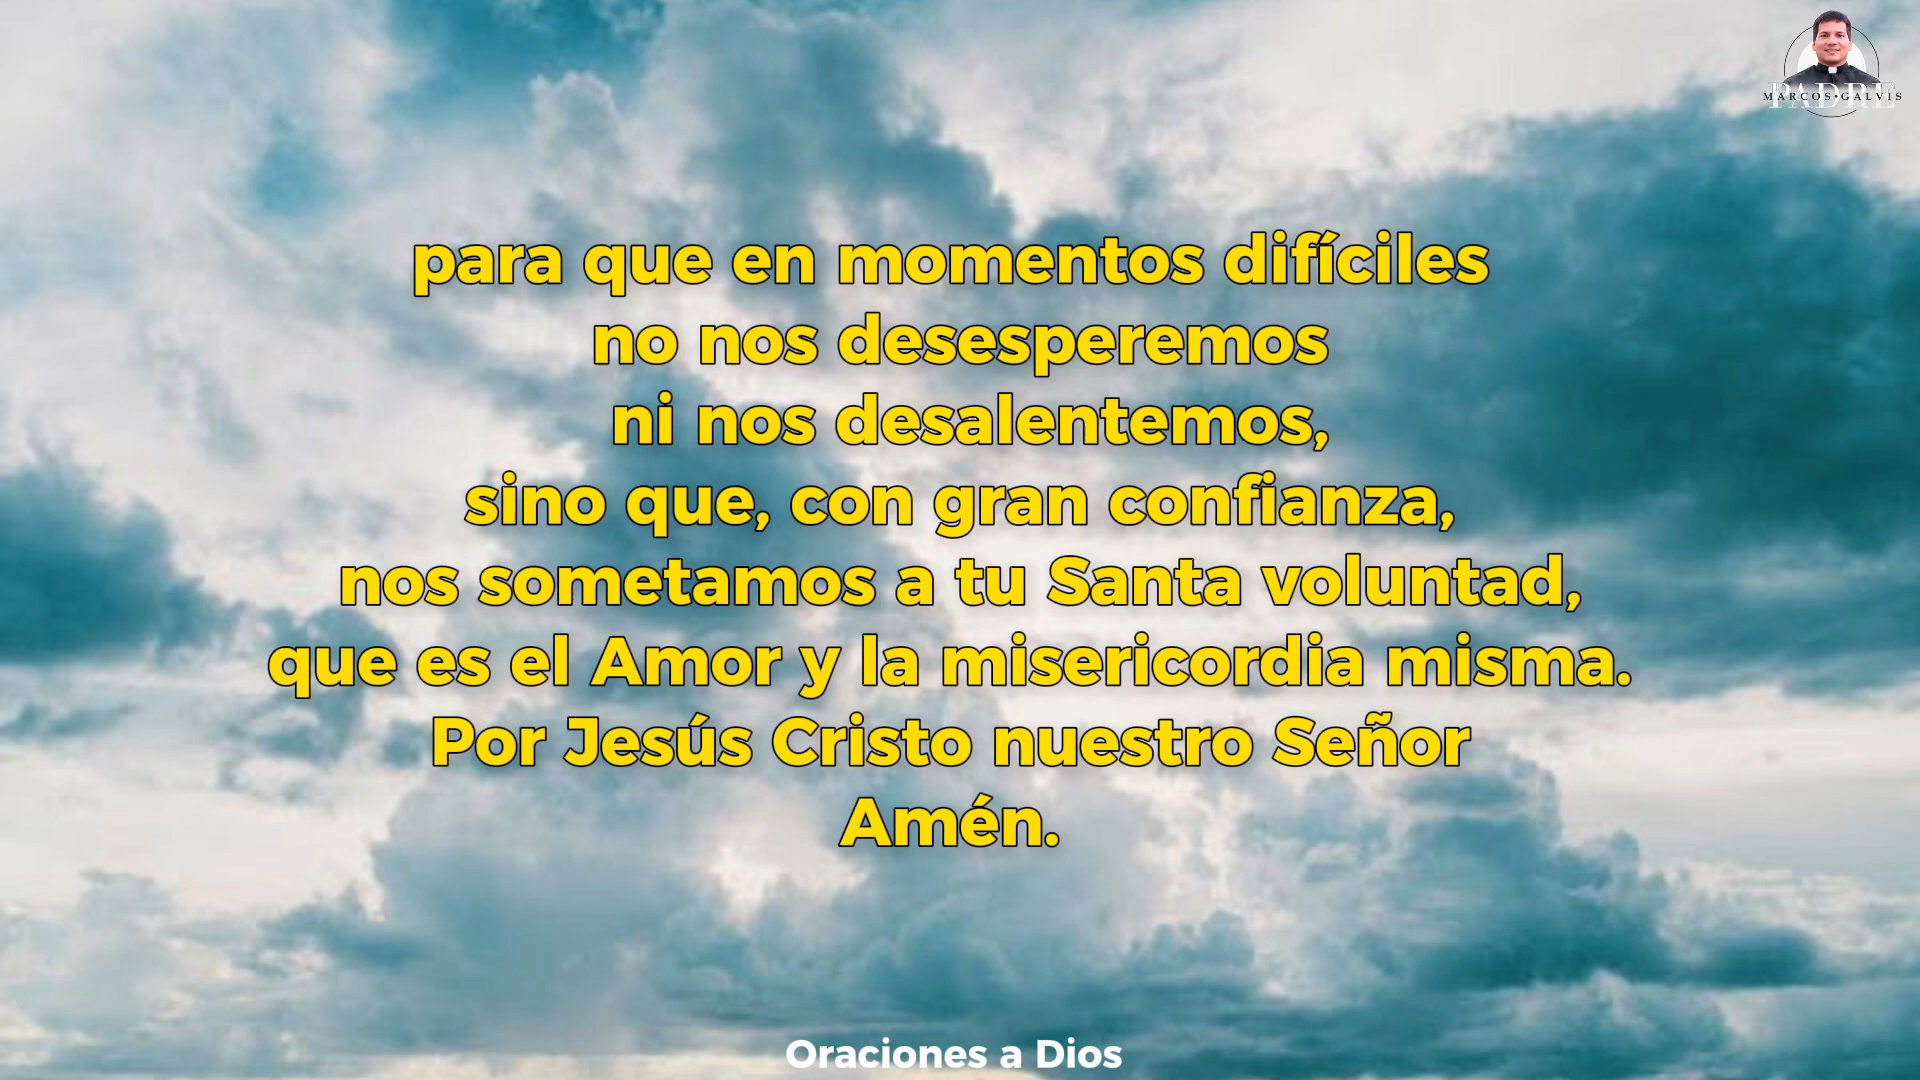 PADRE
MARCOS•GALVIS
para que en momentos difíciles
no nos desesperemos
ni nos desalentemos,
sino que, con gran confianza,
nos sometamos a tu Santa voluntad,
que es el Amor y la misericordia misma.
Por Jesús Cristo nuestro Señor
Amén.
Oraciones a Dios